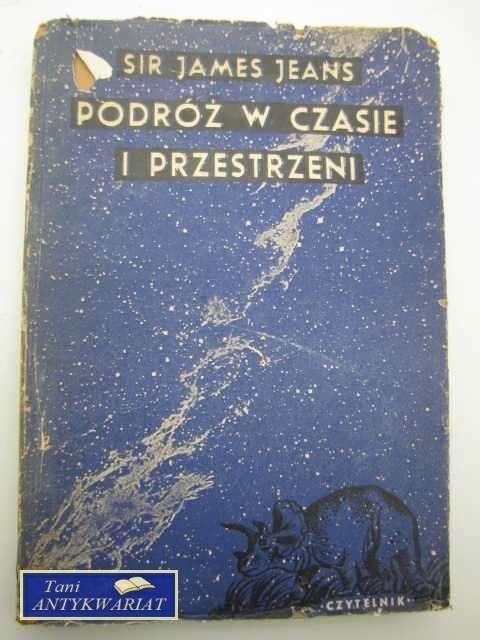 SIR JAMES JEANS
PODRÓŻ W CZASIE
I PRZESTRZENI
·CZYTELNIK·
Tani
ANTYKWARIAT